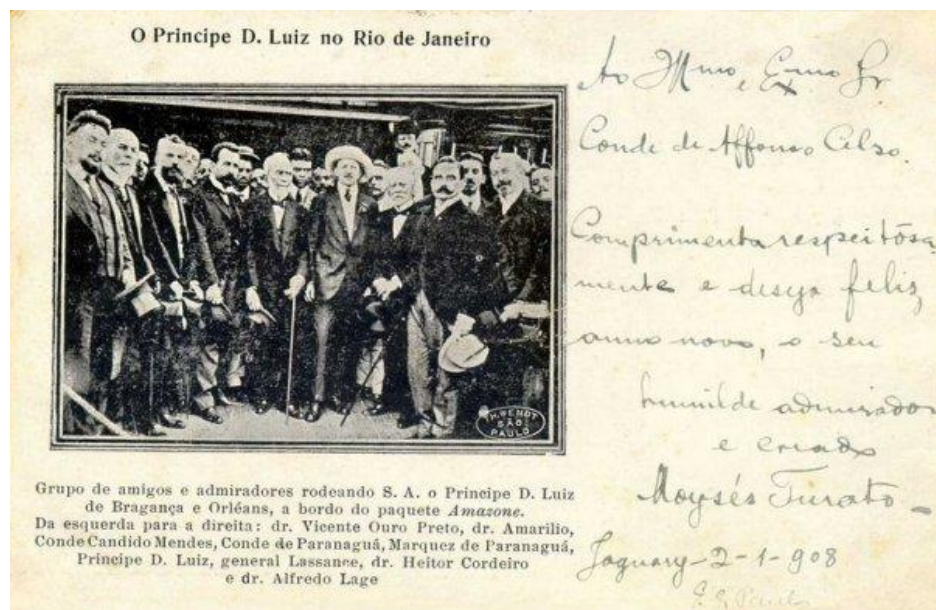 O Principe D. Luiz no Rio de Janeiro
H. WENDT
SÃO
PAULO
Grupo de amigos e admiradores rodeando S. A. o Principe D. Luiz
de Bragança e Orléans, a bordo do paquete Amazone.
Da esquerda para a direita: dr. Vicente Ouro Preto, dr. Amarilio,
Conde Candido Mendes, Conde de Paranaguá, Marquez de Paranaguá,
Principe D. Luiz, general Lassance, dr. Heitor Cordeiro
e dr. Alfredo Lage
Ao Illmo, e Exmo Sr.
Conde de Affonso Celso.
Comprimenta respeitósa
mente e deseja feliz
anno novo, o seu
humilde admirador
e criado
Moysés Turato
Jaguary-2-1-908